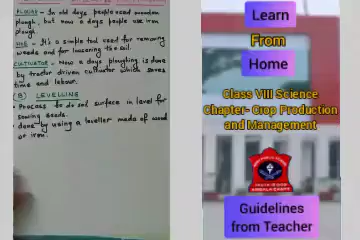 PLOUGH :- In old days people used wooden
plough, but now a days people use iron
plough.
HOE - It's a simple tool used for removing
weeds and for loosening the soil.
CULTIVATOR - Now a days ploughing is done
by tractor driven cultivator which saves
time and labour.
(B) LEVELLING
Process to do soil surface in level for
sowing seeds.
done by using a leveller made of wood
or iron.
Learn
From
Home
Class VIII Science
Chapter- Crop Production
and Management
Guidelines
from Teacher